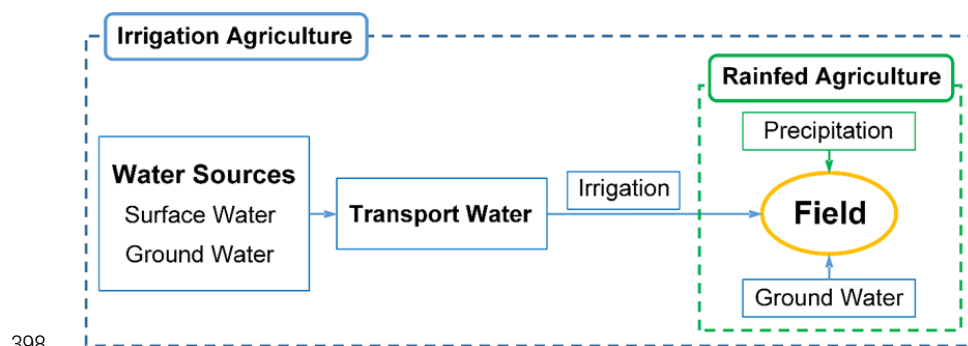 Irrigation Agriculture
Rainfed Agriculture
Precipitation
Water Sources
Surface Water
Ground Water
Transport Water
Irrigation
Field
Ground Water
398